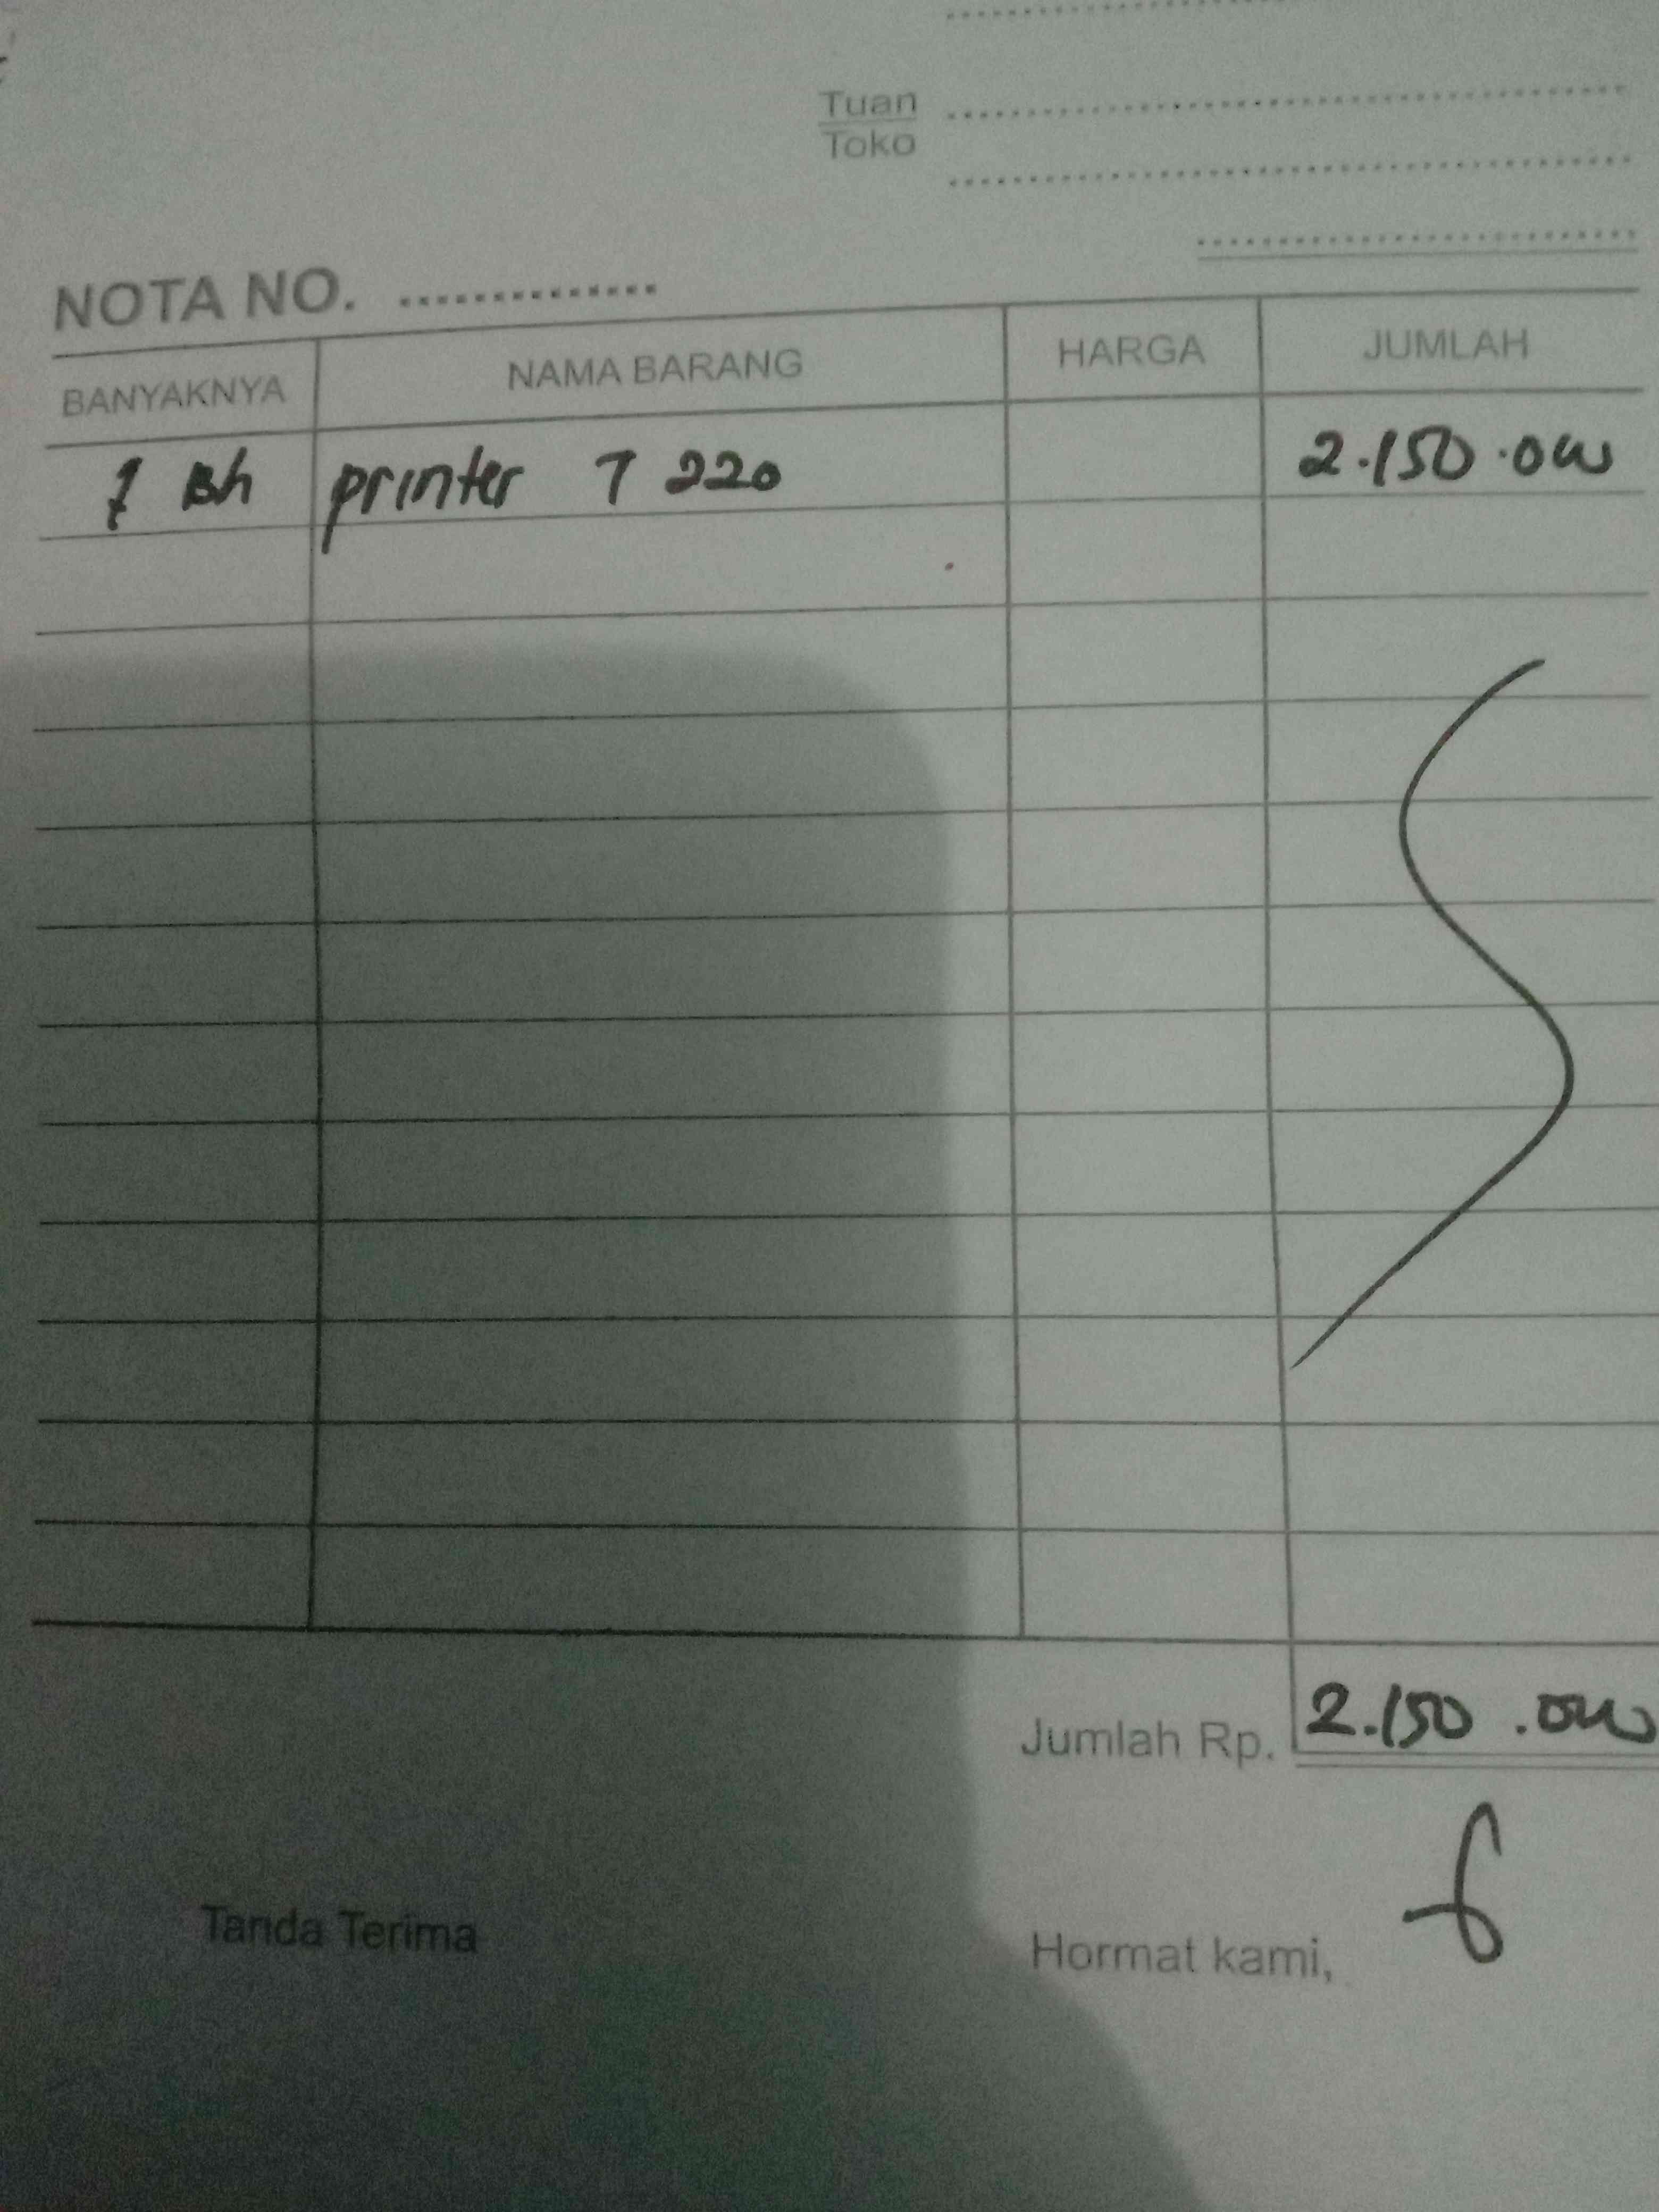 Tuan
Toko
NOTA NO. ..............
BANYAKNYA NAMA BARANG HARGA JUMLAH
1 Bh printer T 220 2.150.000
Jumlah Rp. 2.150.000
Tanda Terima Hormat kami,